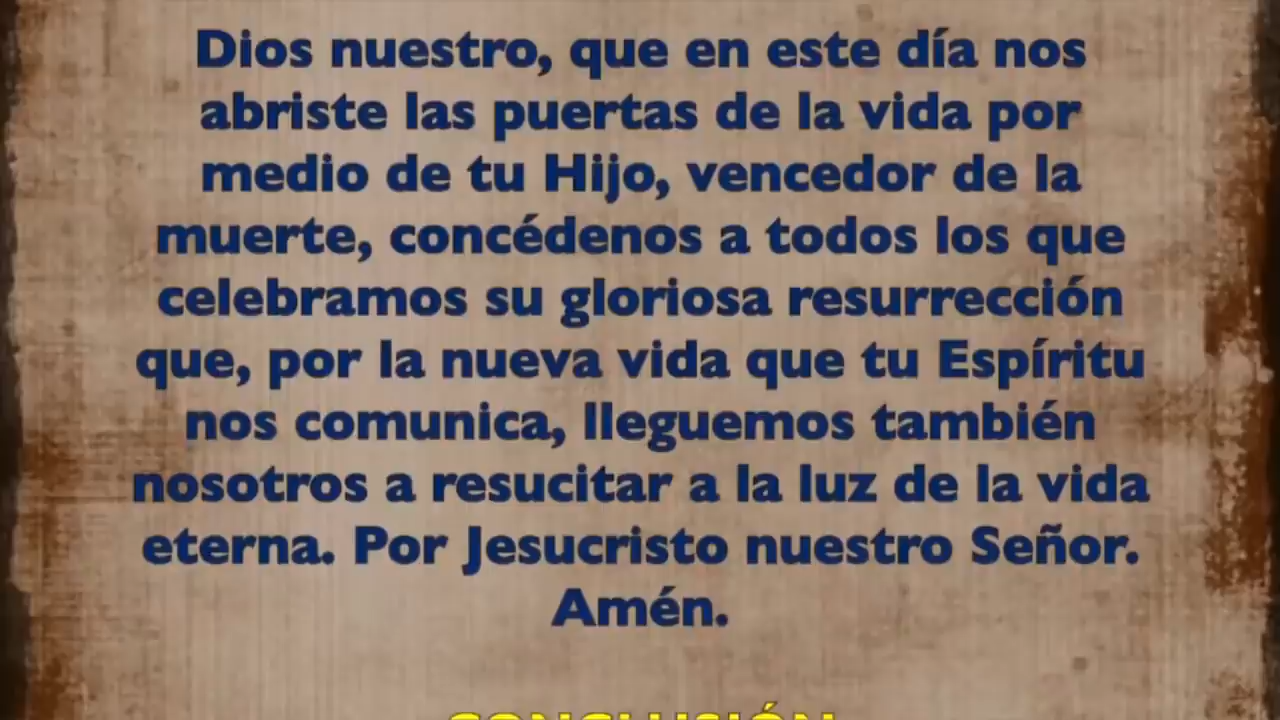 Dios nuestro, que en este día nos
abriste las puertas de la vida por
medio de tu Hijo, vencedor de la
muerte, concédenos a todos los que
celebramos su gloriosa resurrección
que, por la nueva vida que tu Espíritu
nos comunica, lleguemos también
nosotros a resucitar a la luz de la vida
eterna. Por Jesucristo nuestro Señor.
Amén.
CONCLUSIÓN